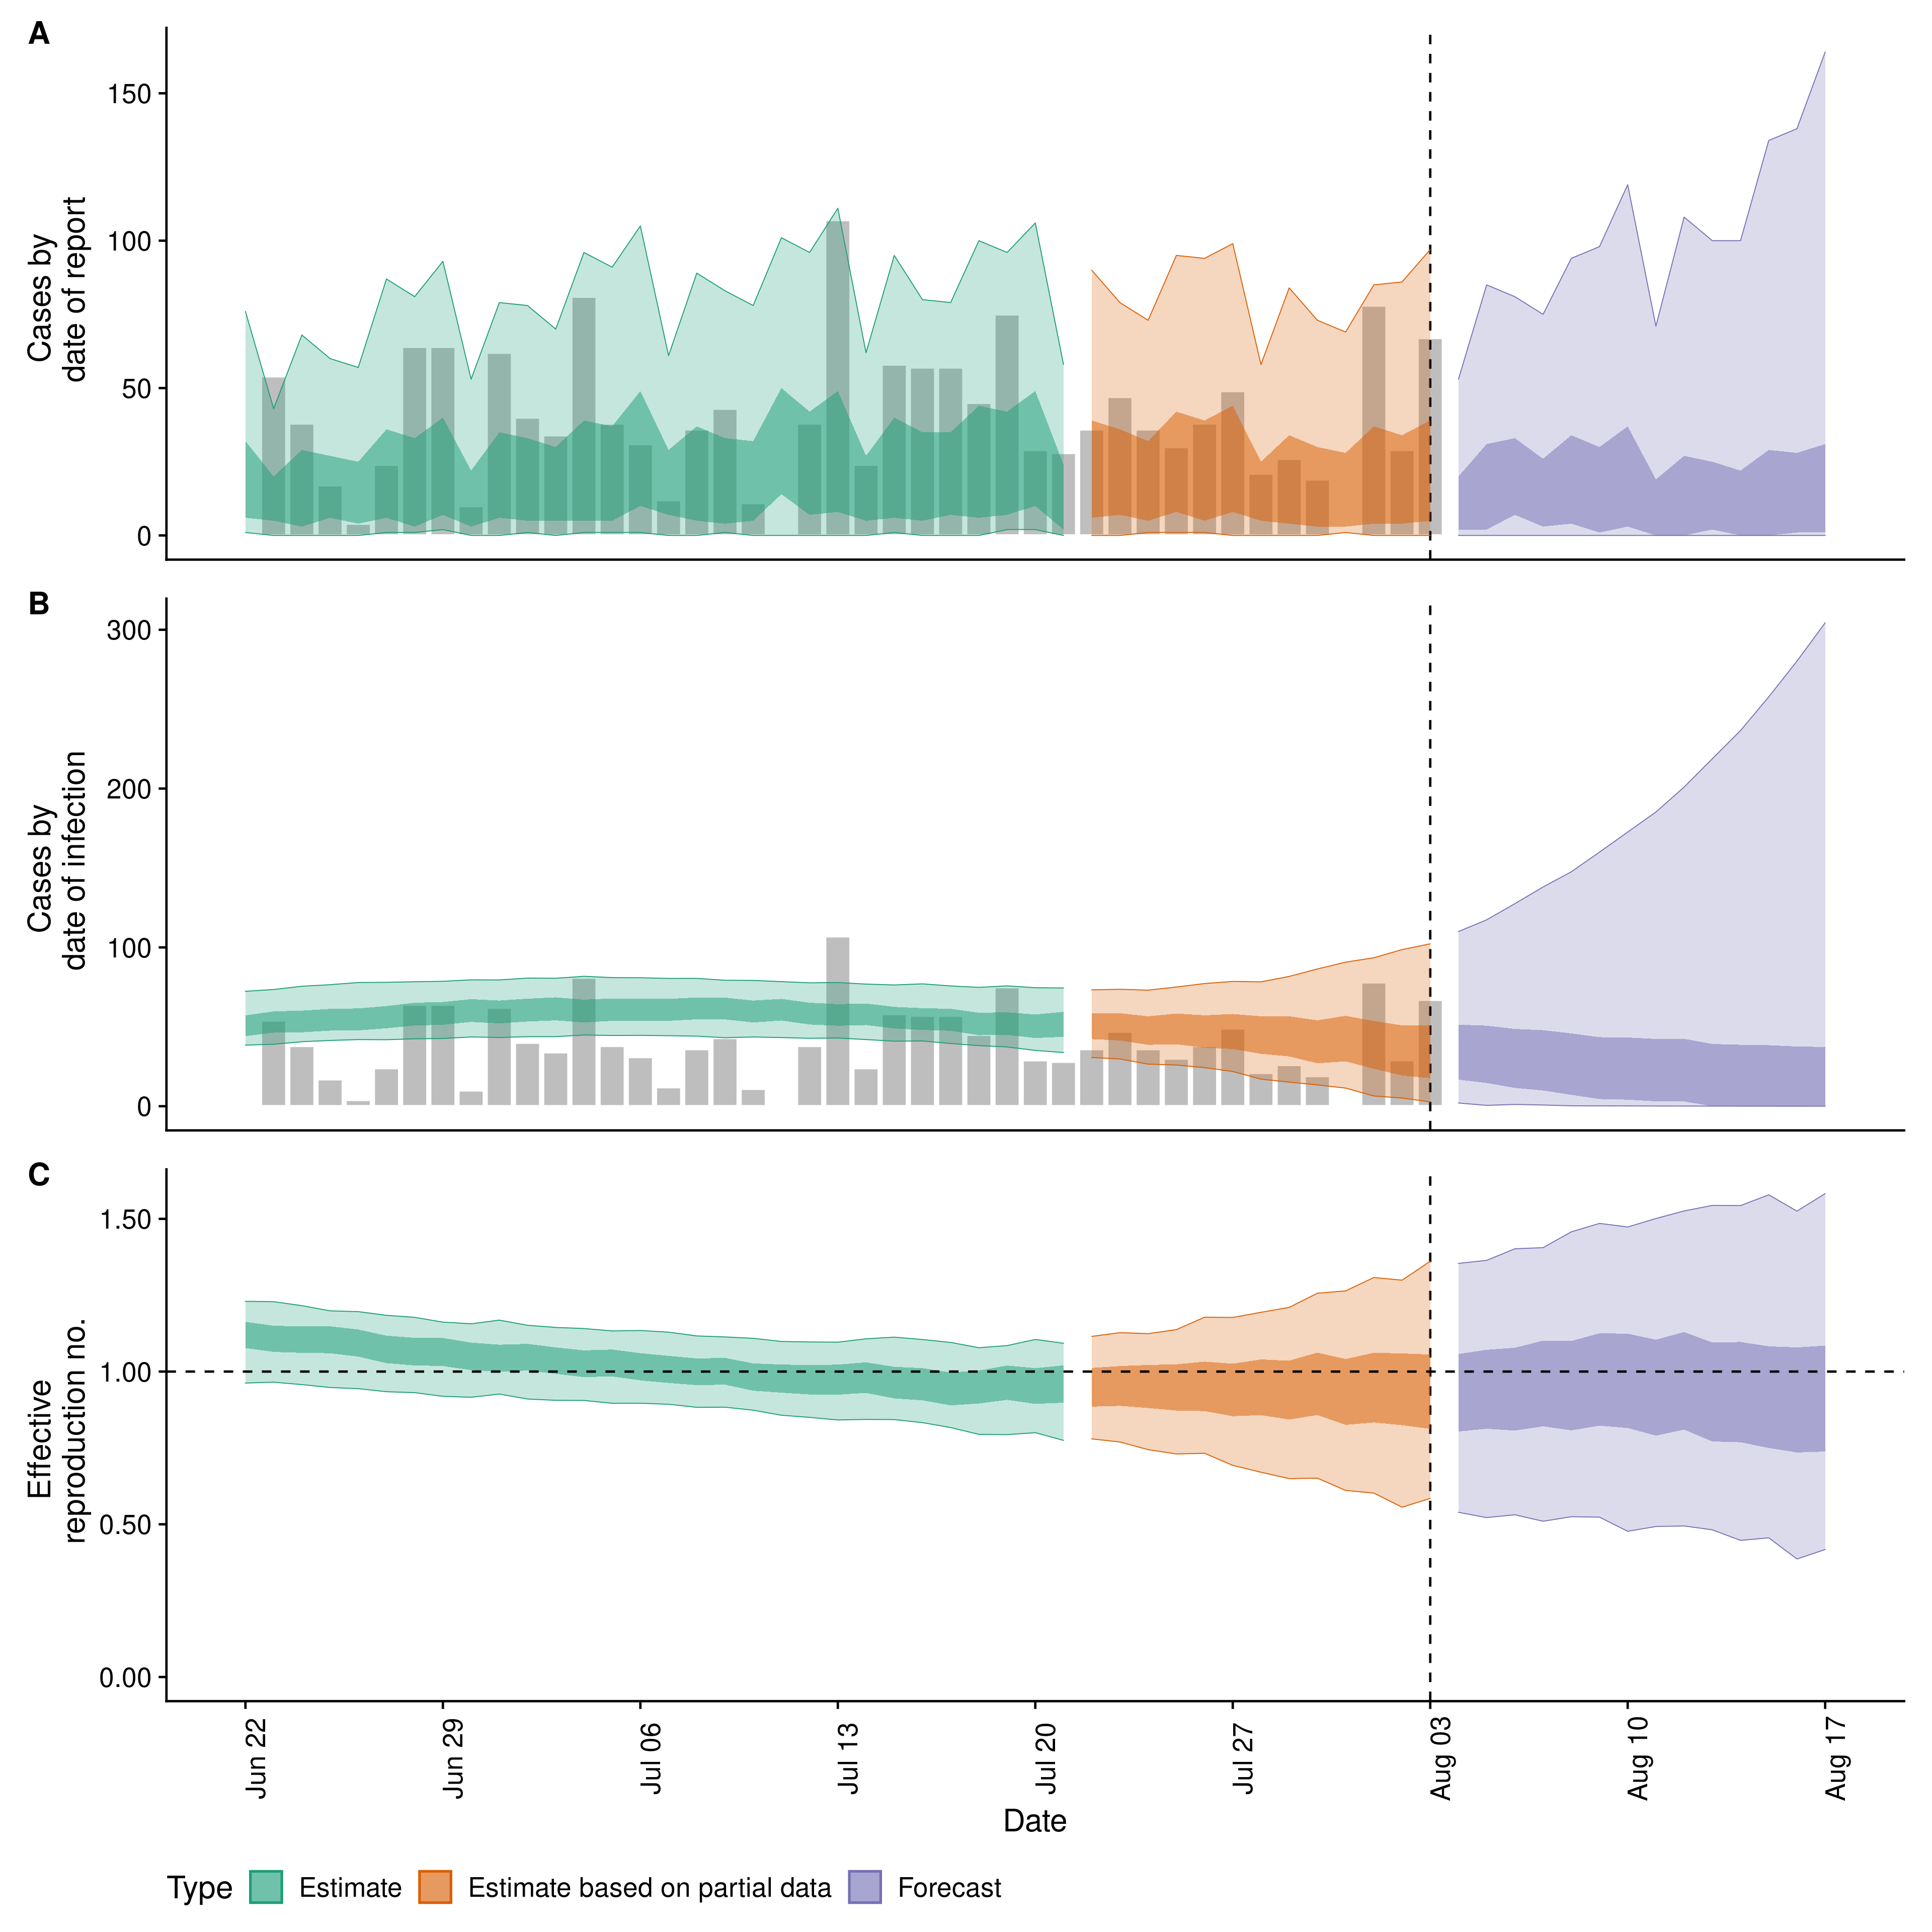 A
Cases by
date of report
150
100
50
0
B
Cases by
date of infection
300
200
100
0
C
Effective
reproduction no.
1.50
1.00
0.50
0.00
Jun 22
Jun 29
Jul 06
Jul 13
Jul 20
Jul 27
Aug 03
Aug 10
Aug 17
Date
Type Estimate Estimate based on partial data Forecast